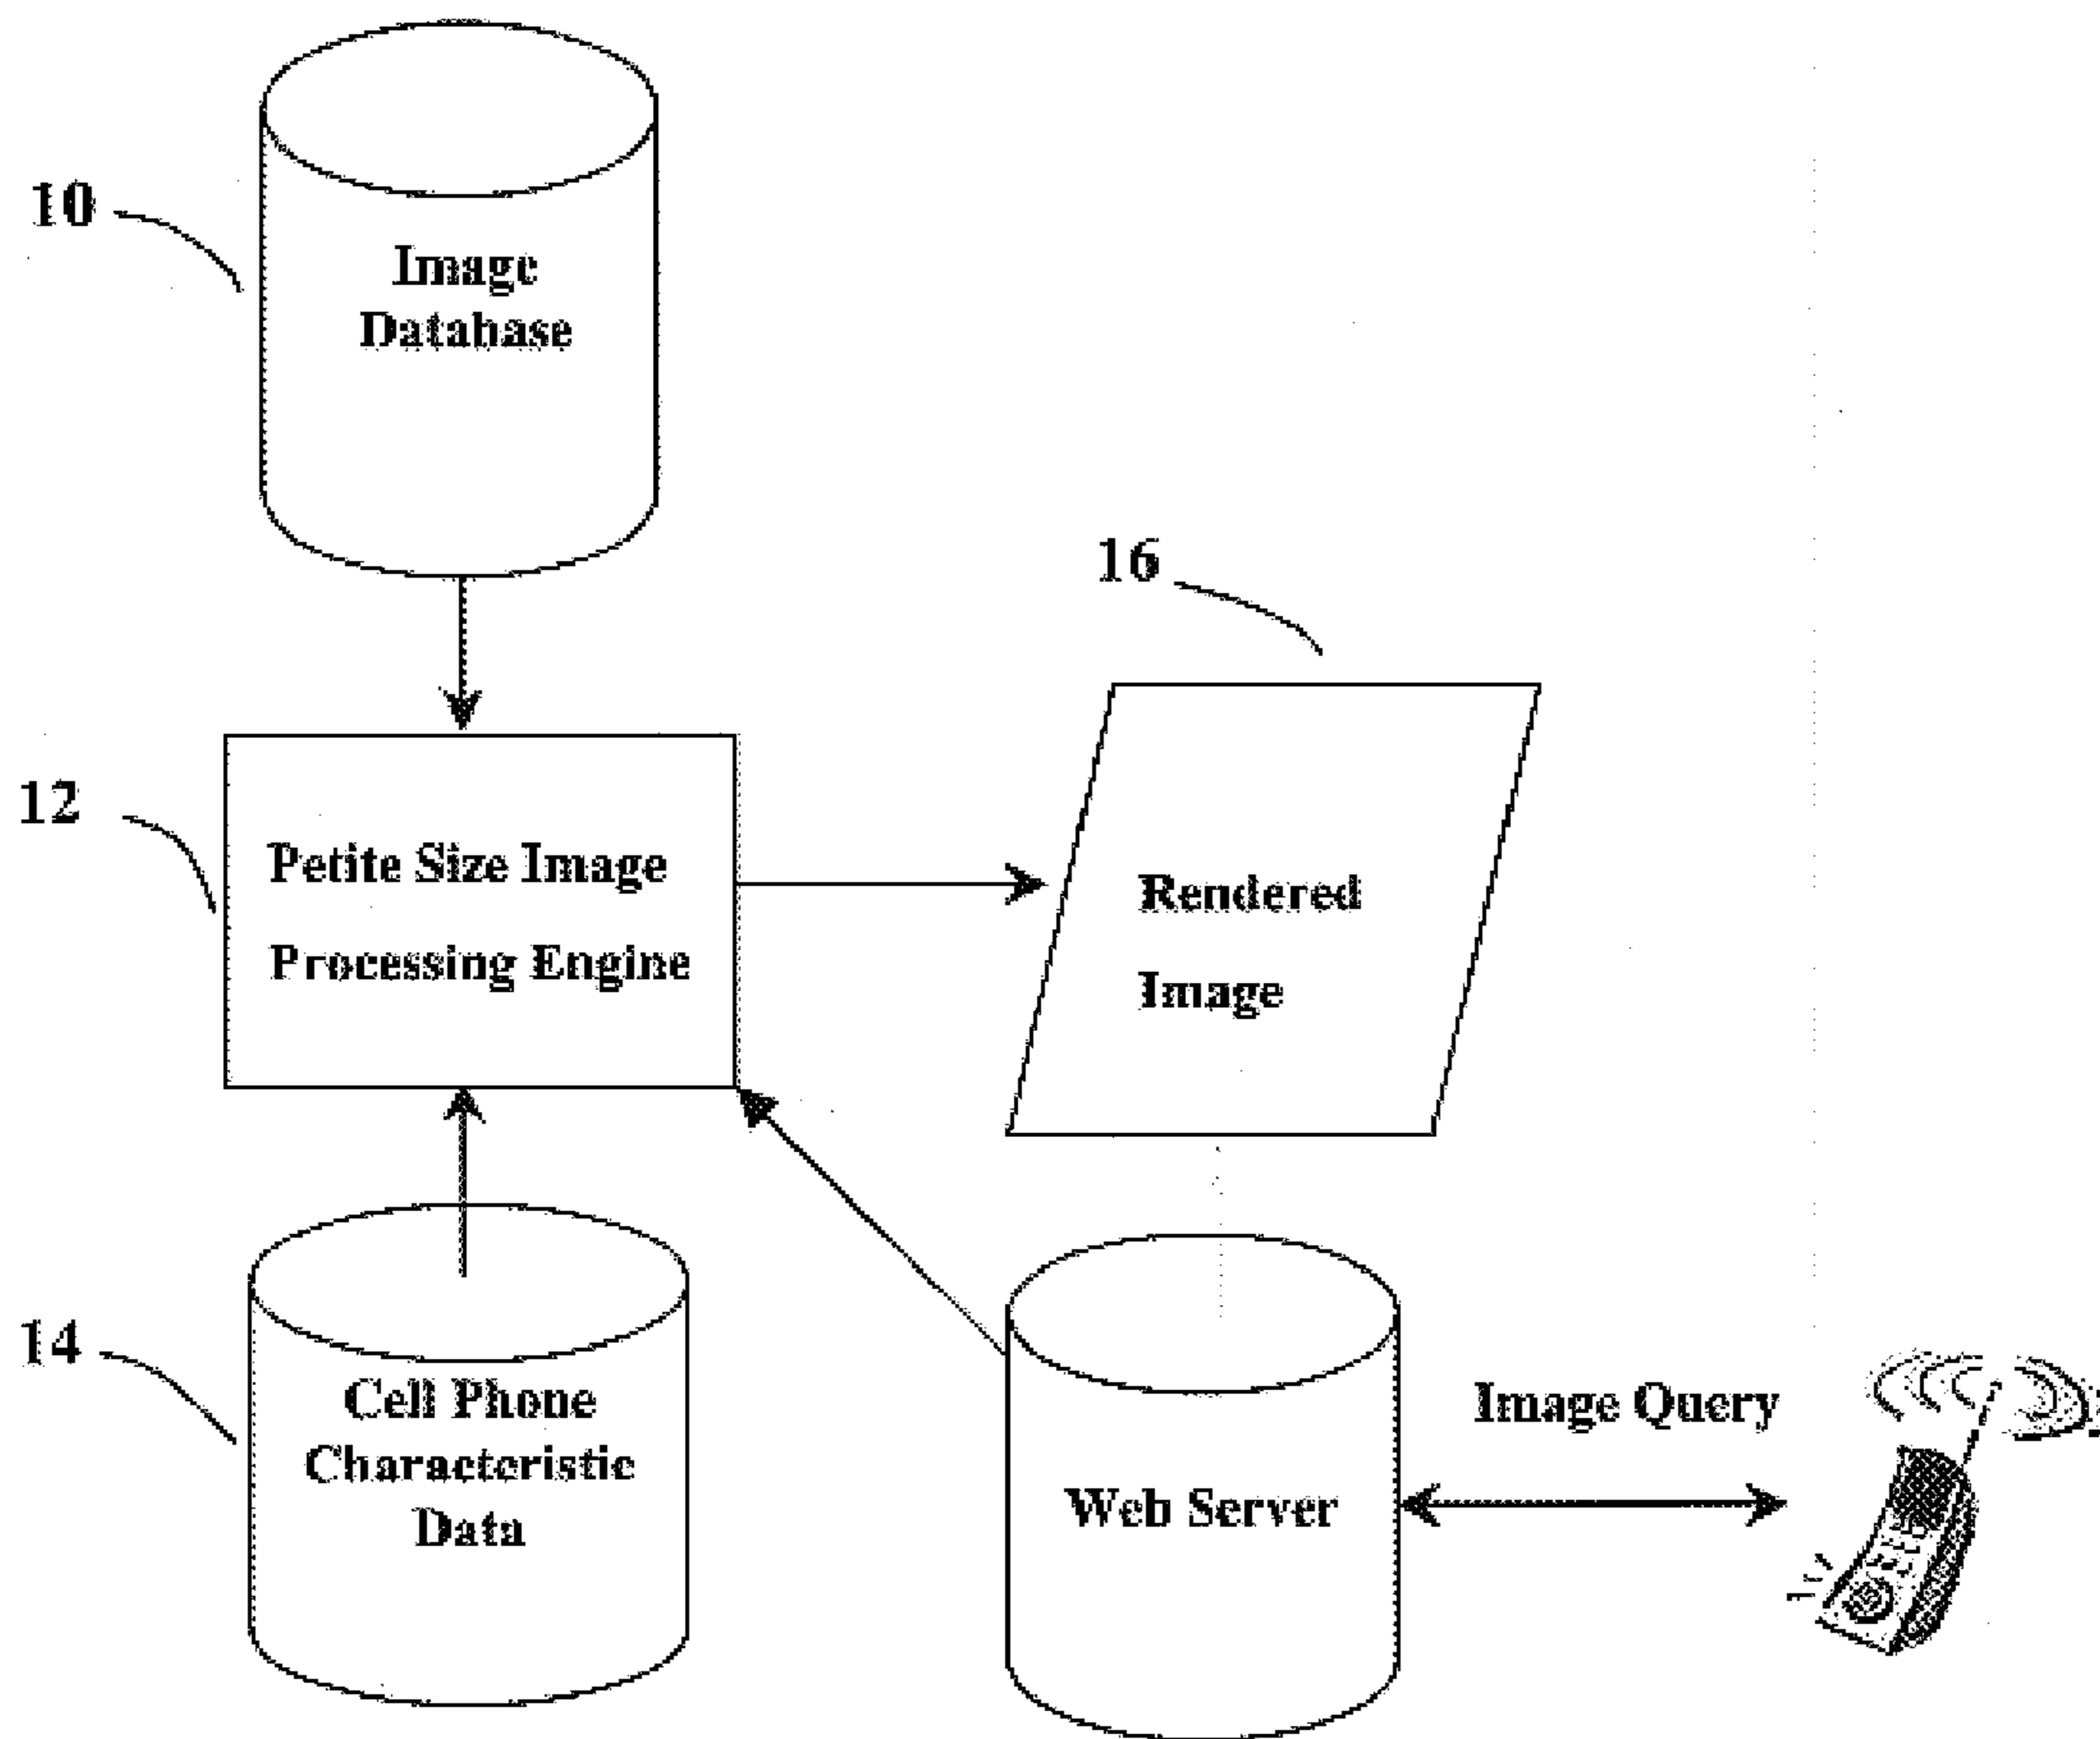 10
Image
Database
16
12
Petite Size Image
Processing Engine
Rendered
Image
14
Cell Phone
Characteristic
Data
Image Query
Web Server